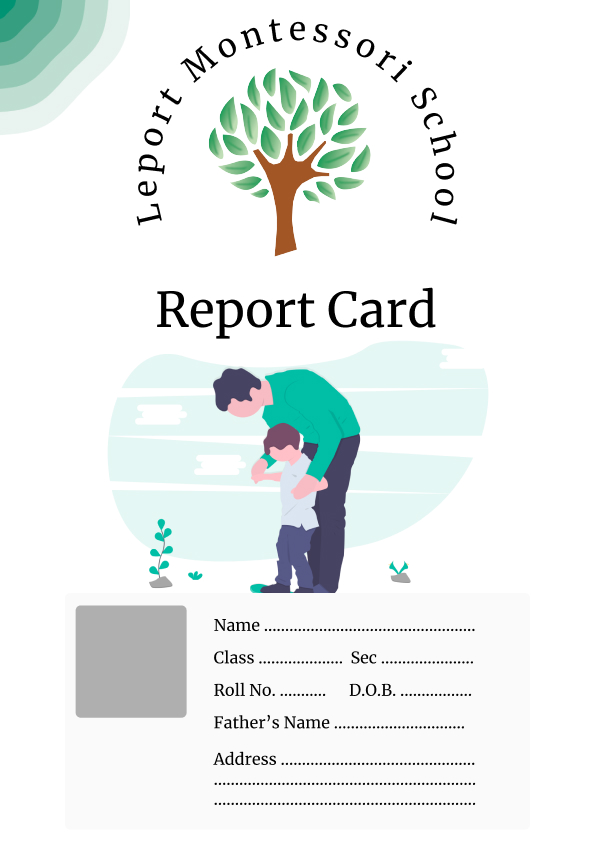 Leport Montessori School
Report Card
Name ................................................
Class ................... Sec .....................
Roll No. ........... D.O.B. ................
Father's Name ..............................
Address ............................................
............................................................
............................................................